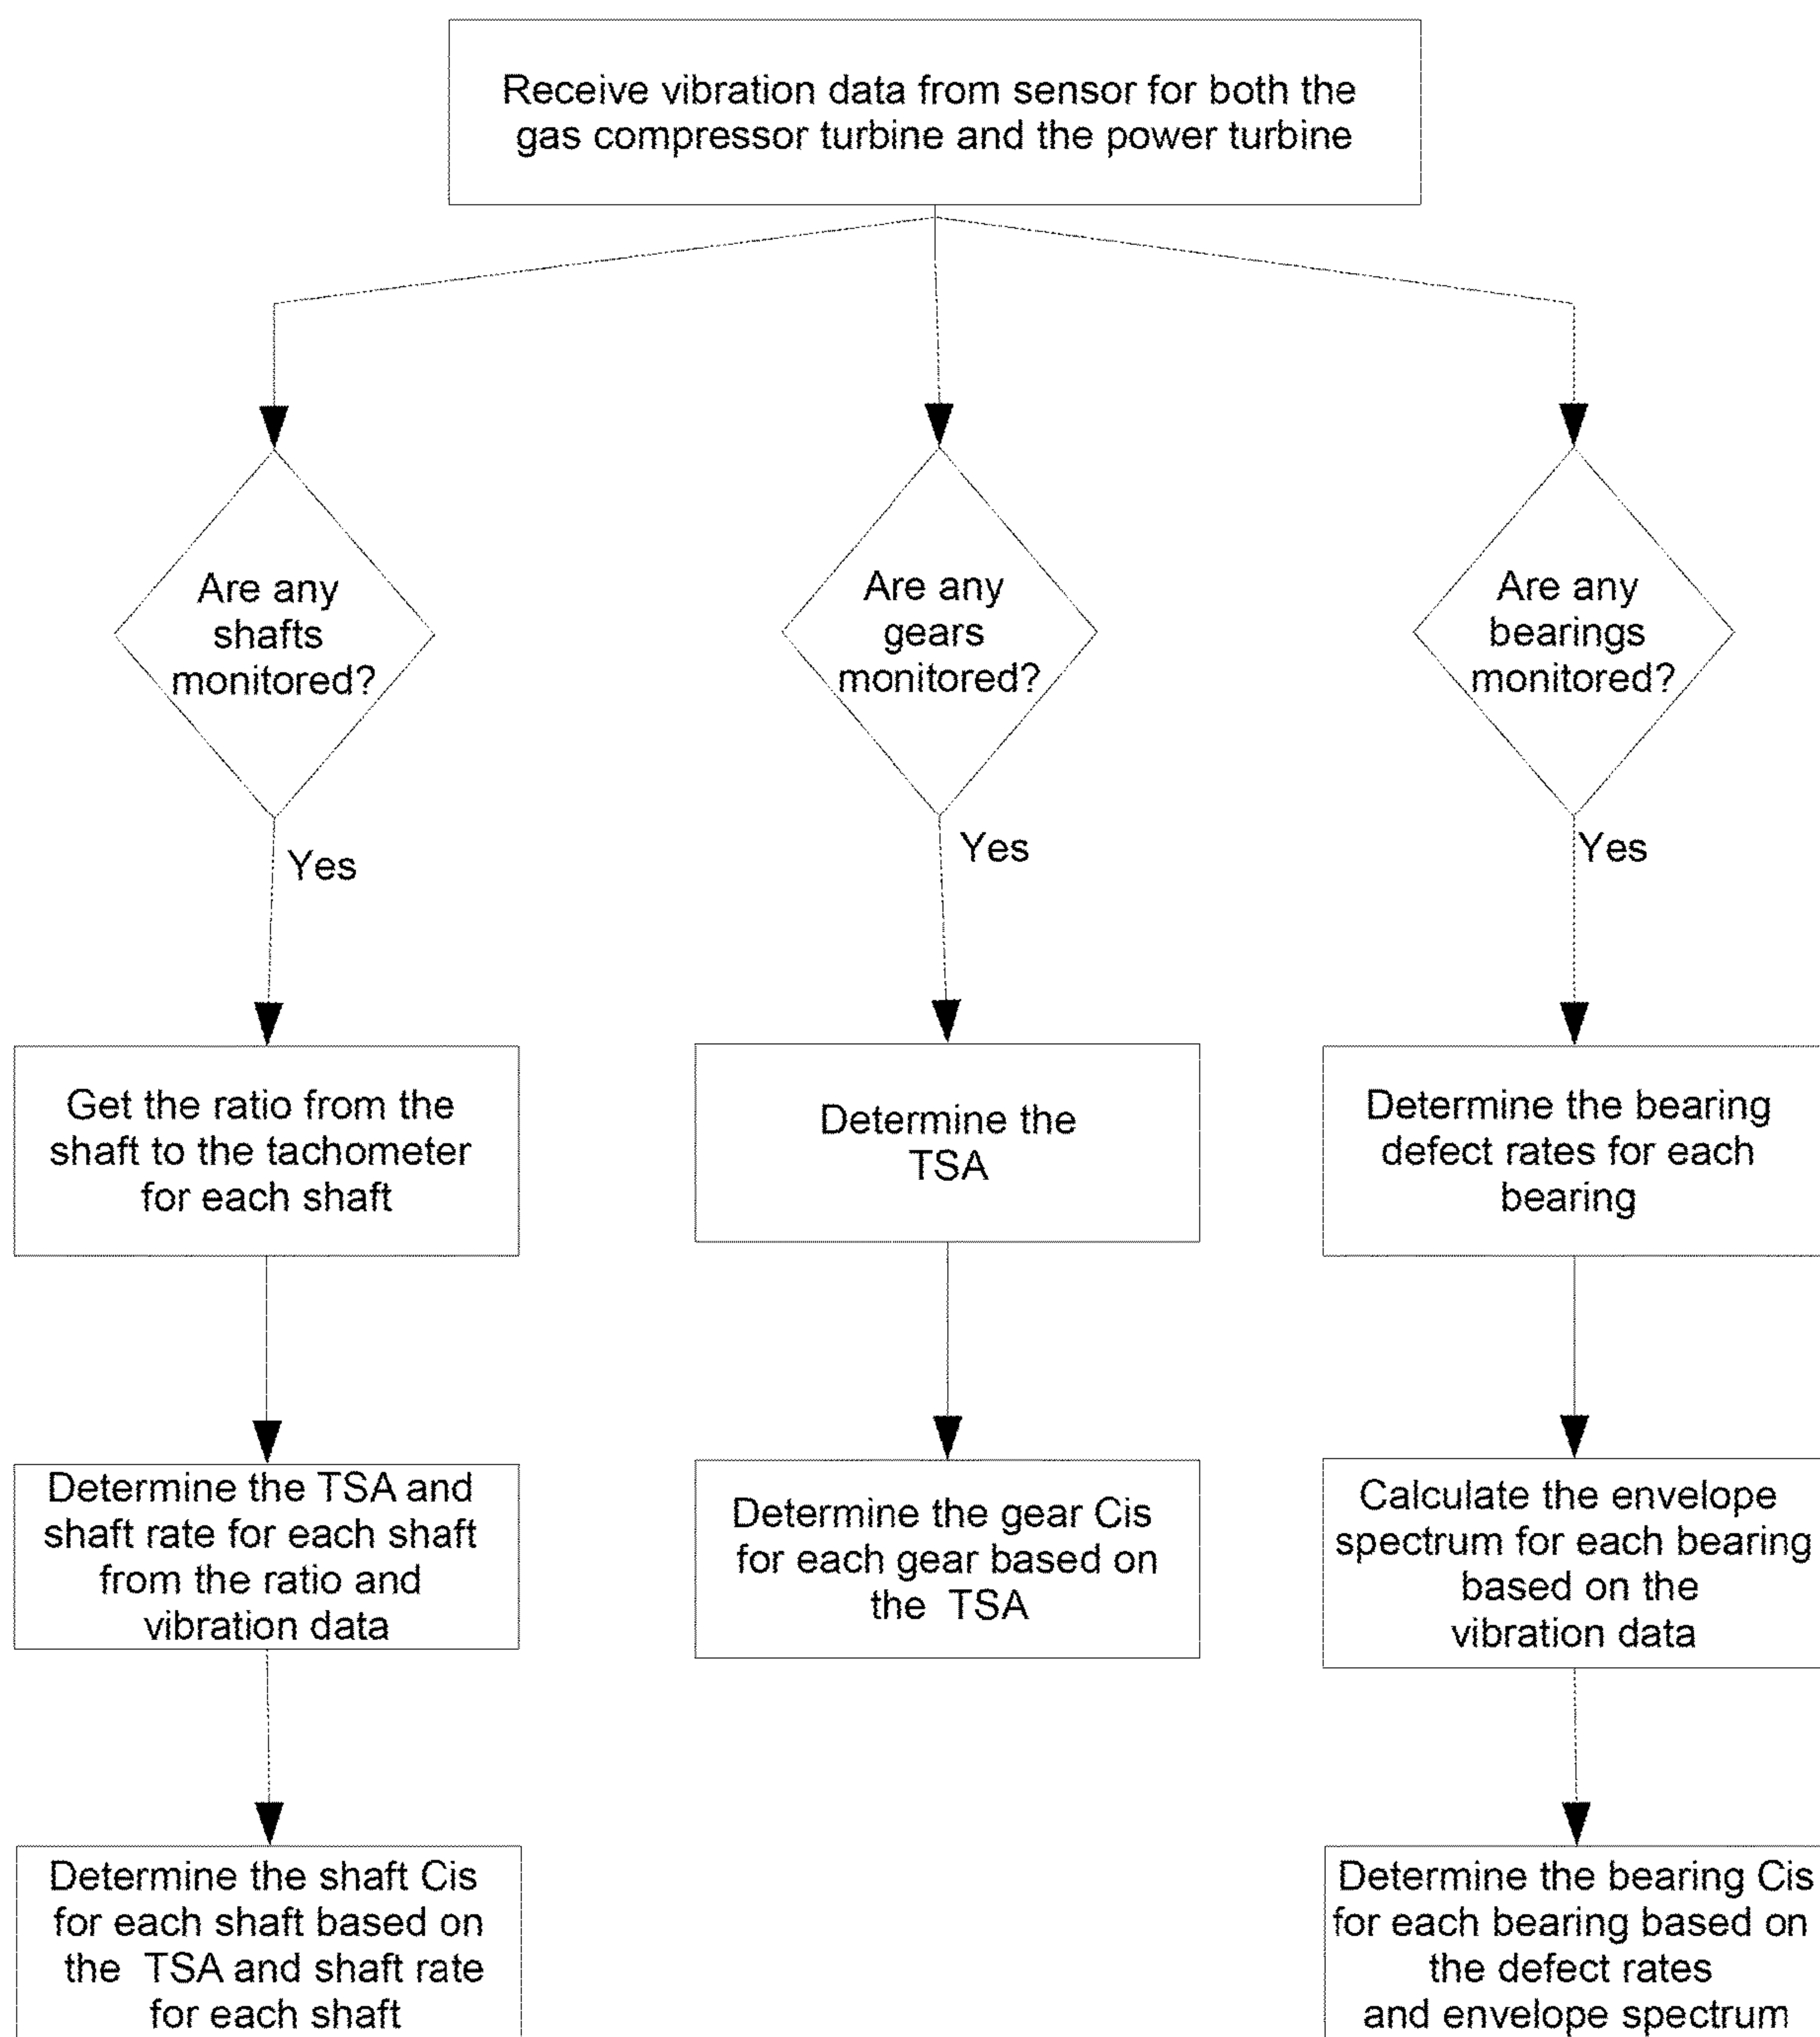 Receive vibration data from sensor for both the
gas compressor turbine and the power turbine
Are any
shafts
monitored?
Yes
Get the ratio from the
shaft to the tachometer
for each shaft
Determine the TSA and
shaft rate for each shaft
from the ratio and
vibration data
Determine the shaft Cis
for each shaft based on
the TSA and shaft rate
for each shaft
Are any
gears
monitored?
Yes
Determine the
TSA
Determine the gear Cis
for each gear based on
the TSA
Are any
bearings
monitored?
Yes
Determine the bearing
defect rates for each
bearing
Calculate the envelope
spectrum for each bearing
based on the
vibration data
Determine the bearing Cis
for each bearing based on
the defect rates
and envelope spectrum